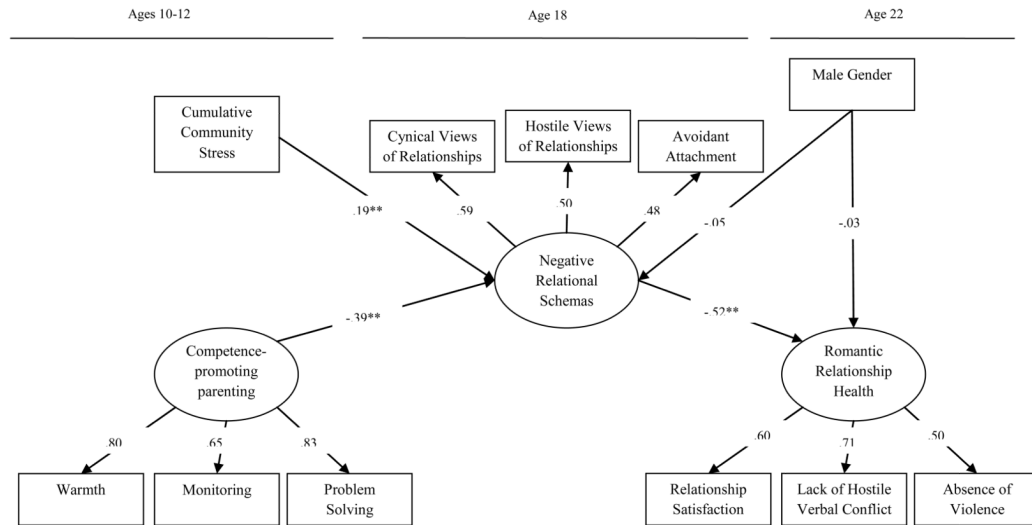 Ages 10-12
Age 18
Age 22
Male Gender
Cumulative
Community
Stress
Cynical Views
of Relationships
Hostile Views
of Relationships
Avoidant
Attachment
.19**
.59
.50
.48
-.05
-.03
Negative
Relational
Schemas
-.39**
-.52**
Competence-
promoting
parenting
Romantic
Relationship
Health
.80
.65
.83
.60
.71
.50
Warmth
Monitoring
Problem
Solving
Relationship
Satisfaction
Lack of Hostile
Verbal Conflict
Absence of
Violence